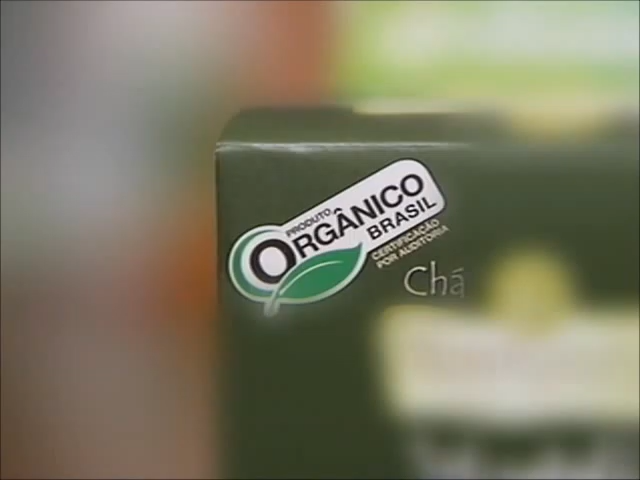 PRODUTO
ORGÂNICO
BRASIL
CERTIFICAÇÃO
POR AUDITORIA
Chá